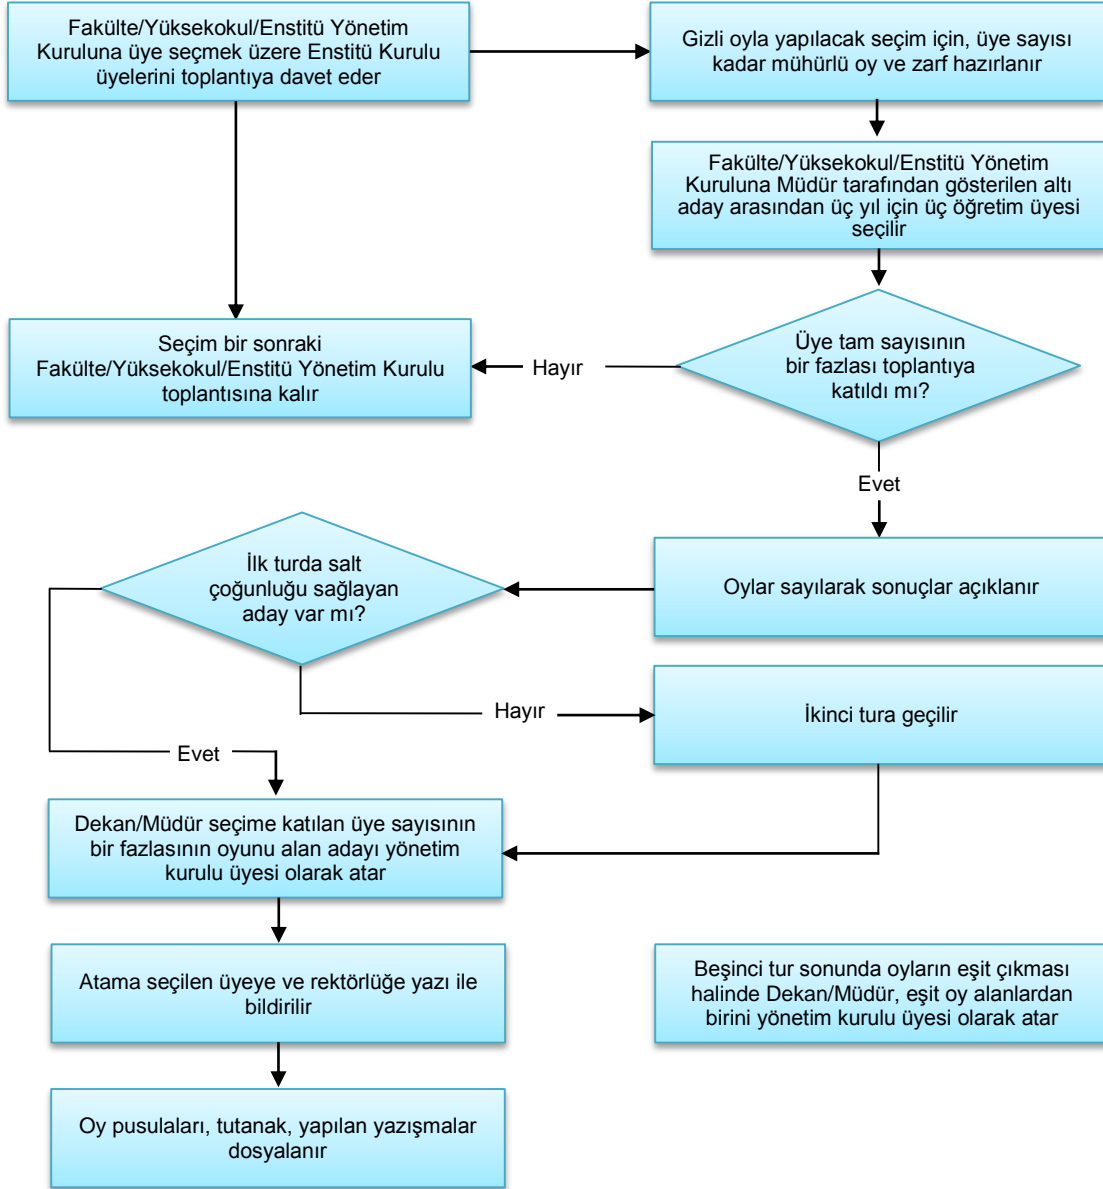 Fakülte/Yüksekokul/Enstitü Yönetim
Kuruluna üye seçmek üzere Enstitü Kurulu
üyelerini toplantıya davet eder
Gizli oyla yapılacak seçim için, üye sayısı
kadar mühürlü oy ve zarf hazırlanır
Fakülte/Yüksekokul/Enstitü Yönetim
Kuruluna Müdür tarafından gösterilen altı
aday arasından üç yıl için üç öğretim üyesi
seçilir
Üye tam sayısının
bir fazlası toplantıya
katıldı mı?
Hayır
Seçim bir sonraki
Fakülte/Yüksekokul/Enstitü Yönetim Kurulu
toplantısına kalır
Evet
Oylar sayılarak sonuçlar açıklanır
İlk turda salt
çoğunluğu sağlayan
aday var mı?
Hayır
İkinci tura geçilir
Evet
Dekan/Müdür seçime katılan üye sayısının
bir fazlasının oyunu alan adayı yönetim
kurulu üyesi olarak atar
Atama seçilen üyeye ve rektörlüğe yazı ile
bildirilir
Beşinci tur sonunda oyların eşit çıkması
halinde Dekan/Müdür, eşit oy alanlardan
birini yönetim kurulu üyesi olarak atar
Oy pusulaları, tutanak, yapılan yazışmalar
dosyalanır